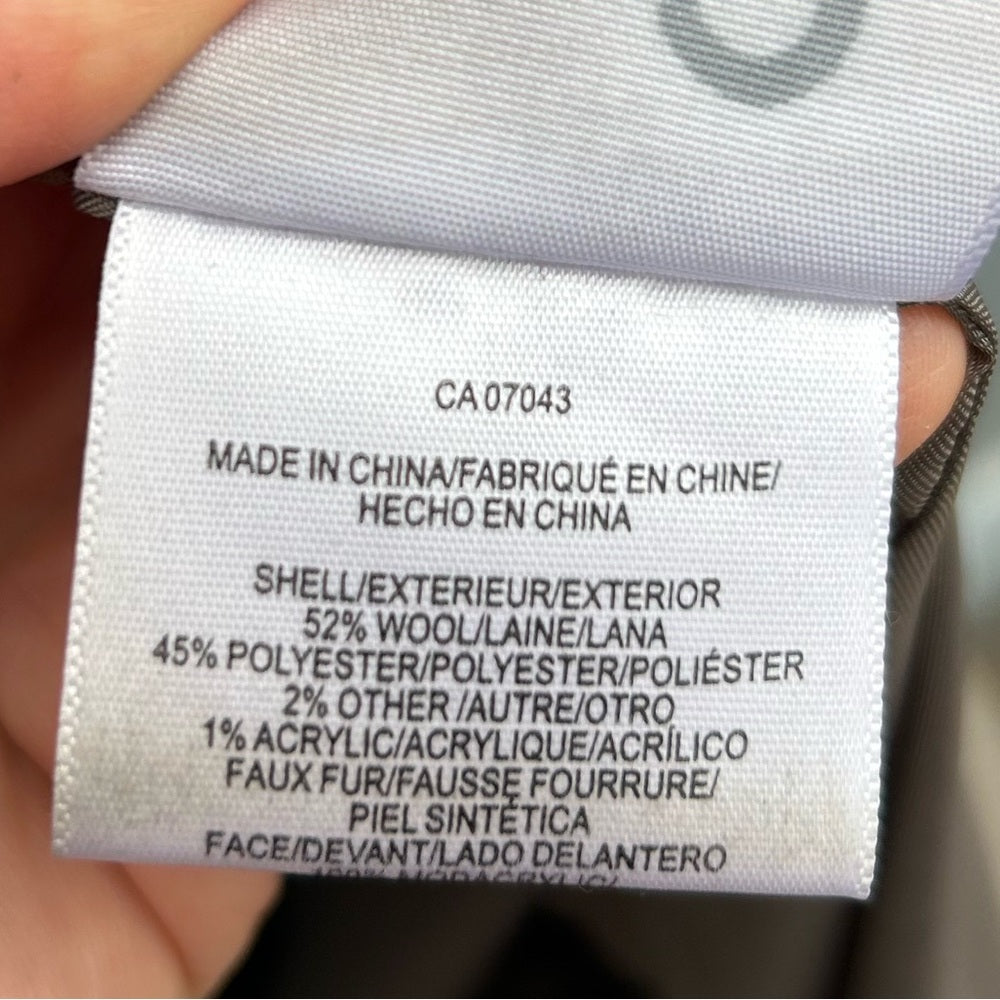 CA 07043
MADE IN CHINA/FABRIQUÉ EN CHINE/
HECHO EN CHINA
SHELL/EXTERIEUR/EXTERIOR
52% WOOL/LAINE/LANA
45% POLYESTER/POLYESTER/POLIÉSTER
2% OTHER /AUTRE/OTRO
1% ACRYLIC/ACRYLIQUE/ACRÍLICO
FAUX FUR/FAUSSE FOURRURE/
PIEL SINTÉTICA
FACE/DEVANT/LADO DELANTERO